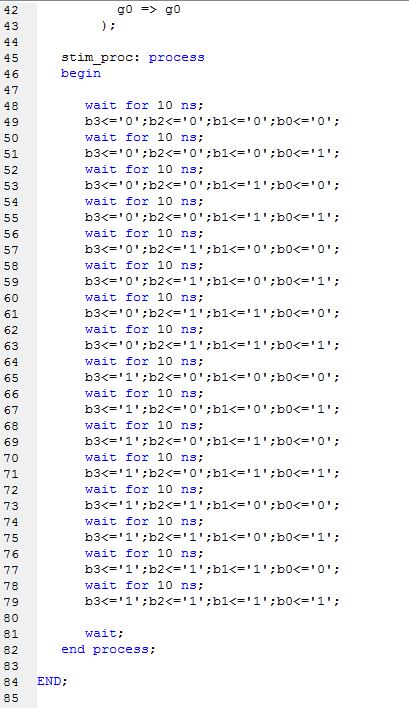 42 g0 => g0
43 );
44
45 stim_proc: process
46 begin
47
48 wait for 10 ns;
49 b3<='0';b2<='0';b1<='0';b0<='0';
50 wait for 10 ns;
51 b3<='0';b2<='0';b1<='0';b0<='1';
52 wait for 10 ns;
53 b3<='0';b2<='0';b1<='1';b0<='0';
54 wait for 10 ns;
55 b3<='0';b2<='0';b1<='1';b0<='1';
56 wait for 10 ns;
57 b3<='0';b2<='1';b1<='0';b0<='0';
58 wait for 10 ns;
59 b3<='0';b2<='1';b1<='0';b0<='1';
60 wait for 10 ns;
61 b3<='0';b2<='1';b1<='1';b0<='0';
62 wait for 10 ns;
63 b3<='0';b2<='1';b1<='1';b0<='1';
64 wait for 10 ns;
65 b3<='1';b2<='0';b1<='0';b0<='0';
66 wait for 10 ns;
67 b3<='1';b2<='0';b1<='0';b0<='1';
68 wait for 10 ns;
69 b3<='1';b2<='0';b1<='1';b0<='0';
70 wait for 10 ns;
71 b3<='1';b2<='0';b1<='1';b0<='1';
72 wait for 10 ns;
73 b3<='1';b2<='1';b1<='0';b0<='0';
74 wait for 10 ns;
75 b3<='1';b2<='1';b1<='0';b0<='1';
76 wait for 10 ns;
77 b3<='1';b2<='1';b1<='1';b0<='0';
78 wait for 10 ns;
79 b3<='1';b2<='1';b1<='1';b0<='1';
80
81 wait;
82 end process;
83
84 END;
85